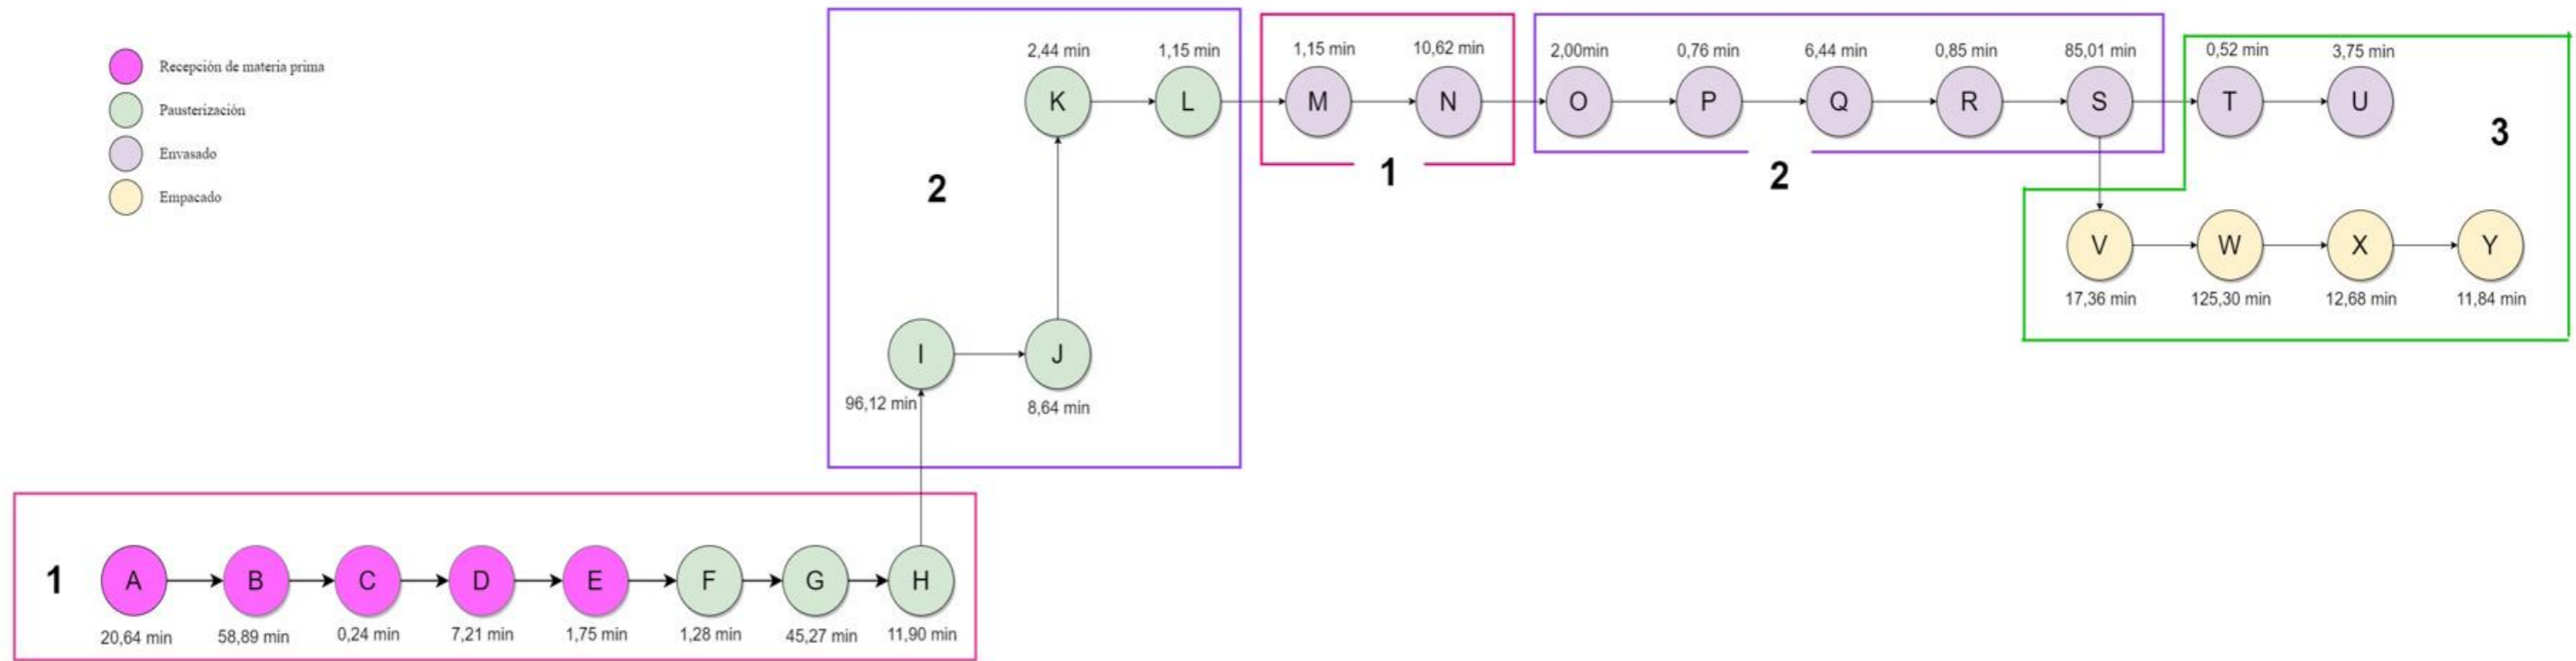 Recepción de materia prima
Pausterización
Envasado
Empacado
2,44 min 1,15 min
K L
2
I J
96,12 min 8,64 min
1,15 min 10,62 min
M N
1
2,00min 0,76 min 6,44 min 0,85 min 85,01 min
O P Q R S
2
0,52 min 3,75 min
T U
3
V W X Y
17,36 min 125,30 min 12,68 min 11,84 min
1
A B C D E F G H
20,64 min 58,89 min 0,24 min 7,21 min 1,75 min 1,28 min 45,27 min 11,90 min